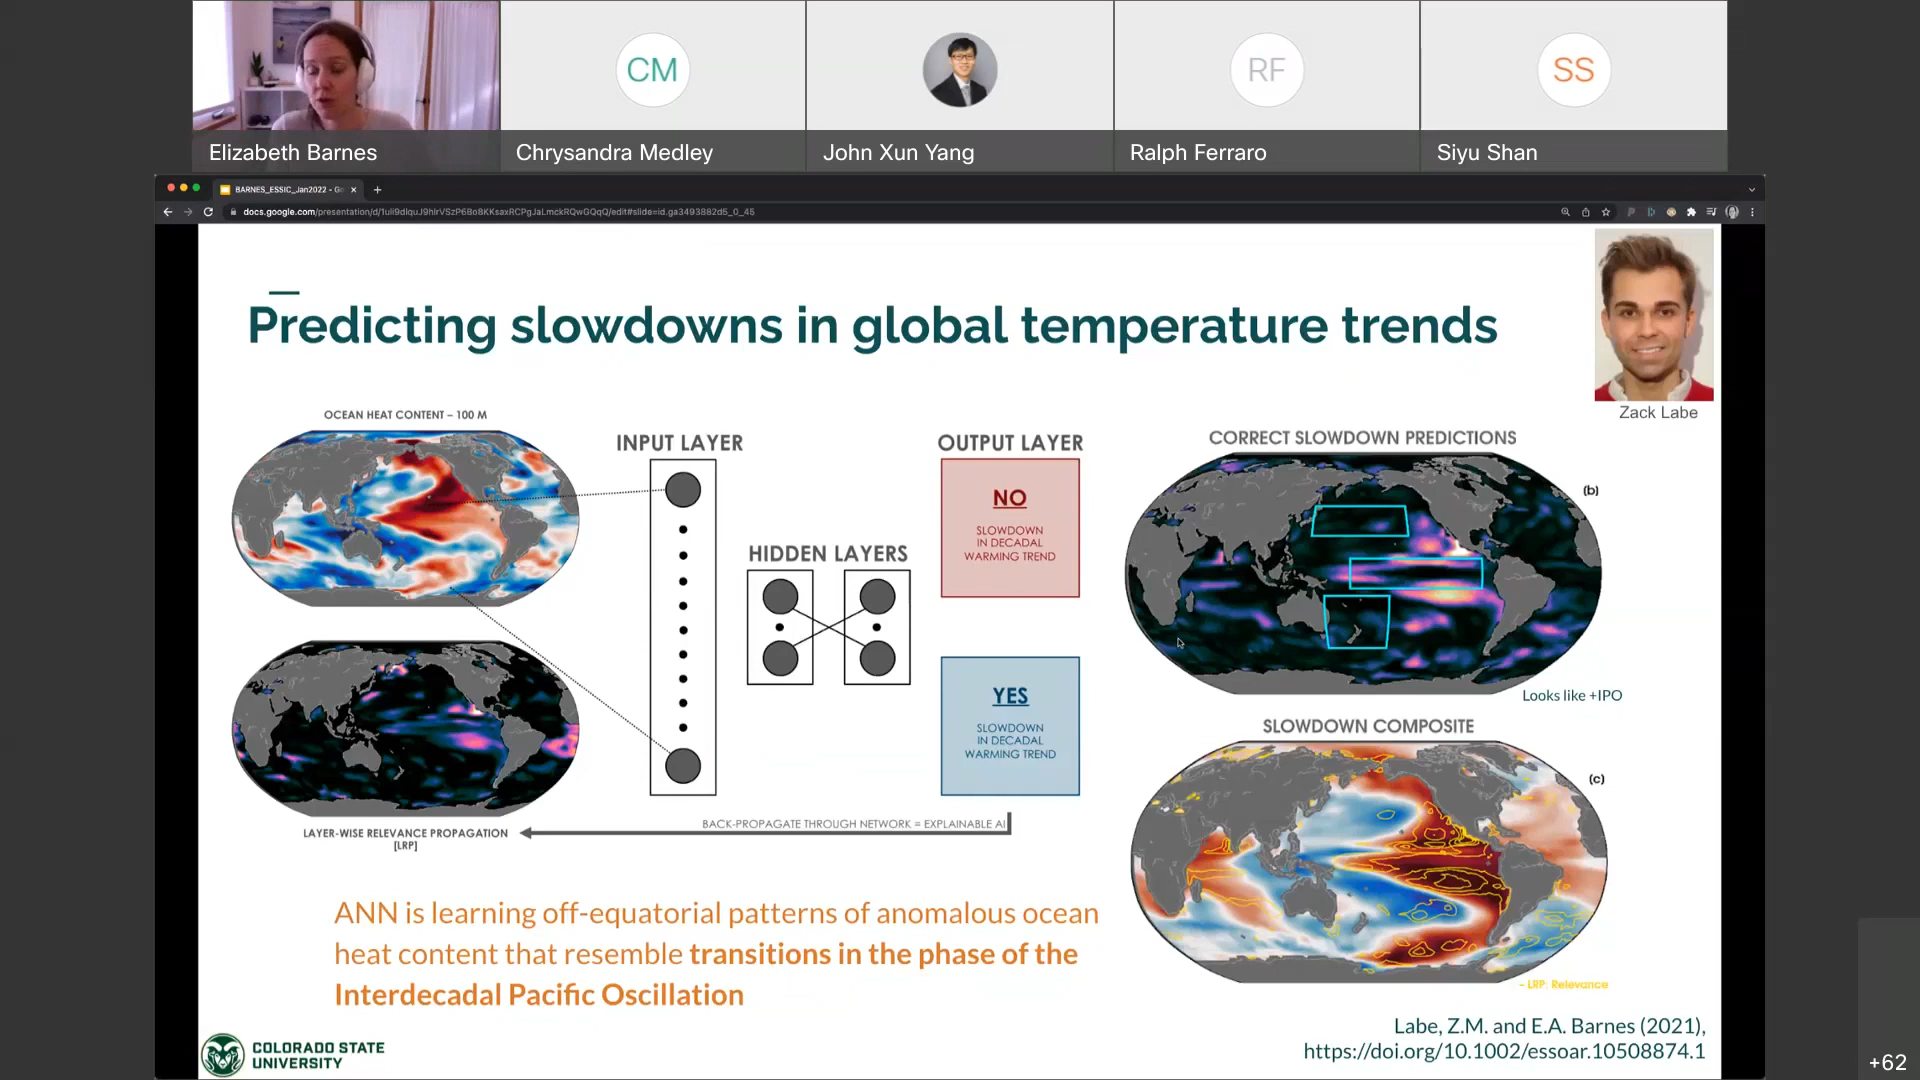 CM
RF
SS
Elizabeth Barnes
Chrysandra Medley
John Xun Yang
Ralph Ferraro
Siyu Shan
BARNES_ESSIC_Jan2022 - Go
Predicting slowdowns in global temperature trends
Zack Labe
OCEAN HEAT CONTENT – 100 M
INPUT LAYER
HIDDEN LAYERS
OUTPUT LAYER
NO
SLOWDOWN
IN DECADAL
WARMING TREND
YES
SLOWDOWN
IN DECADAL
WARMING TREND
BACK-PROPAGATE THROUGH NETWORK = EXPLAINABLE AI
LAYER-WISE RELEVANCE PROPAGATION
[LRP]
CORRECT SLOWDOWN PREDICTIONS
(b)
Looks like +IPO
SLOWDOWN COMPOSITE
(c)
- LRP: Relevance
ANN is learning off-equatorial patterns of anomalous ocean
heat content that resemble transitions in the phase of the
Interdecadal Pacific Oscillation
COLORADO STATE
UNIVERSITY
Labe, Z.M. and E.A. Barnes (2021),
https://doi.org/10.1002/essoar.10508874.1
+62